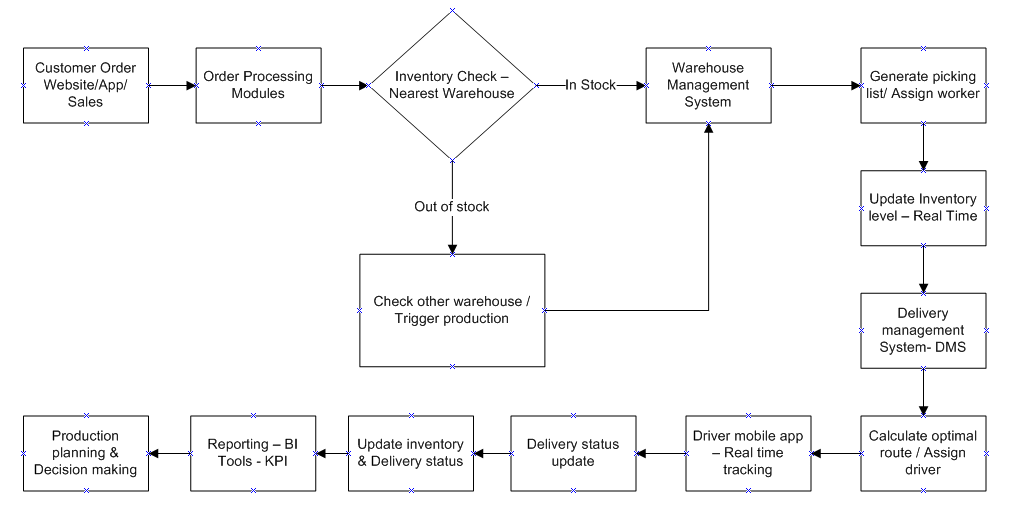 Customer Order
Website/App/
Sales
Order Processing
Modules
Inventory Check –
Nearest Warehouse
In Stock
Warehouse
Management
System
Generate picking
list/ Assign worker
Out of stock
Update Inventory
level – Real Time
Check other warehouse /
Trigger production
Delivery
management
System- DMS
Production
planning &
Decision making
Reporting – BI
Tools - KPI
Update inventory
& Delivery status
Delivery status
update
Driver mobile app
– Real time
tracking
Calculate optimal
route / Assign
driver